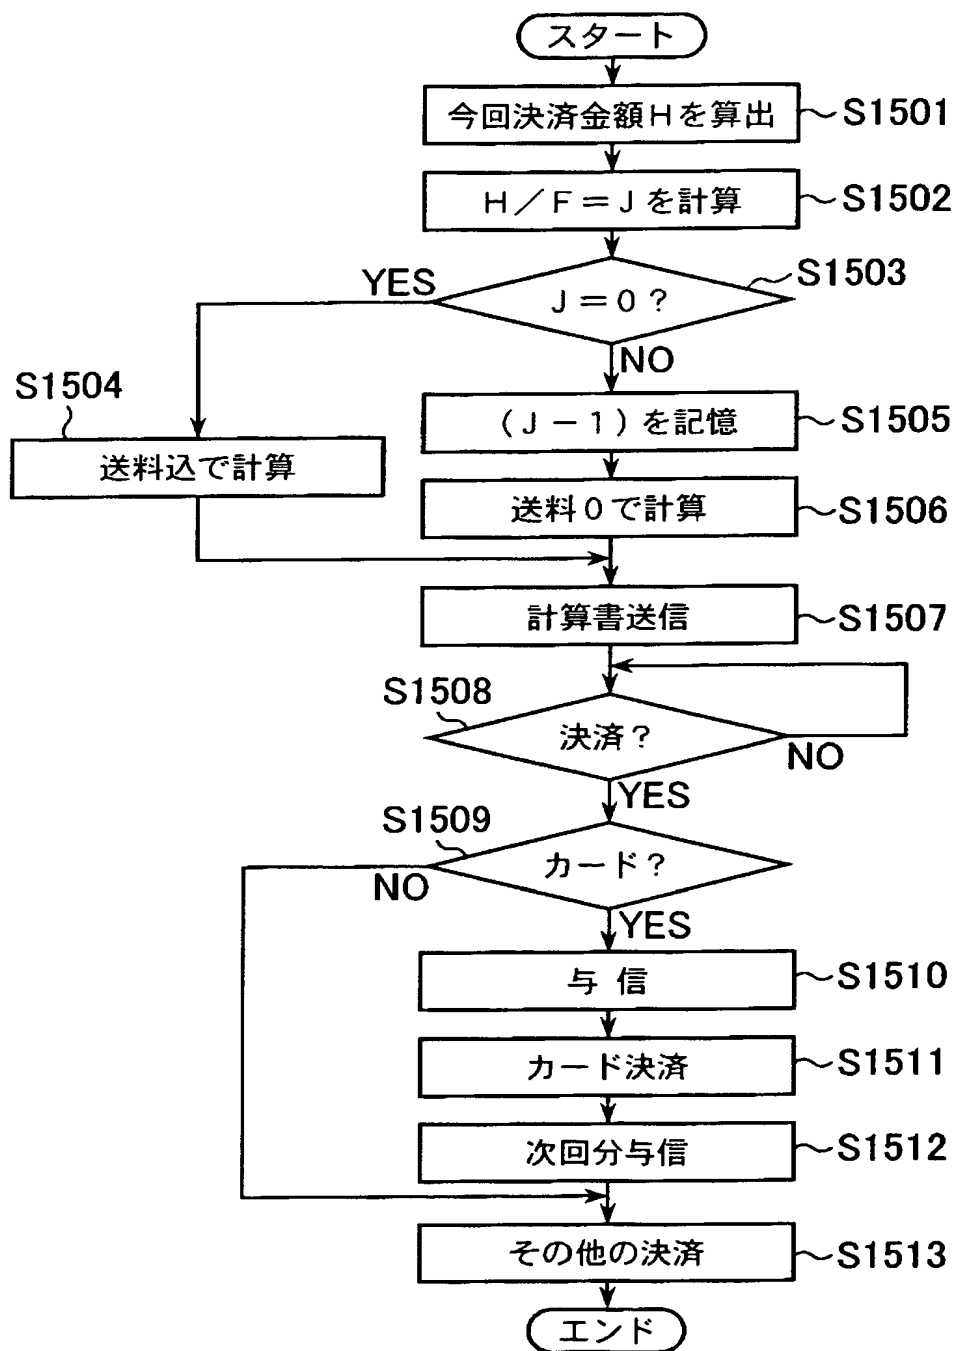 スタート
今回決済金額Hを算出
S1501
H/F=Jを計算
S1502
S1503
YES
J=0?
NO
S1504
(J-1)を記憶
S1505
送料込で計算
送料0で計算
S1506
計算書送信
S1507
S1508
決済?
NO
YES
S1509
カード?
NO
YES
与信
S1510
カード決済
S1511
次回分与信
S1512
その他の決済
S1513
エンド